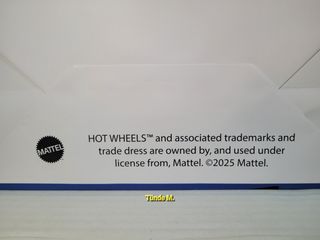 MATTEL
HOT WHEELS™ and associated trademarks and
trade dress are owned by, and used under
license from, Mattel. ©2025 Mattel.
Tünde M.